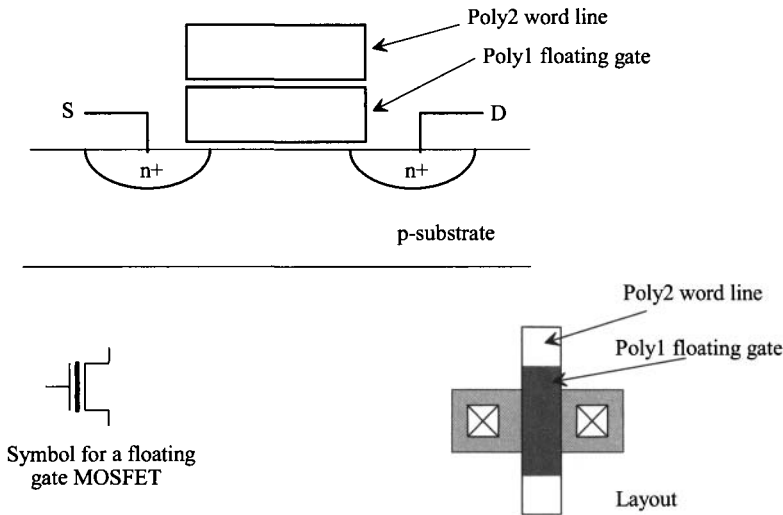 Poly2 word line
Poly1 floating gate
S
D
n+
n+
p-substrate
Poly2 word line
Poly1 floating gate
Symbol for a floating
gate MOSFET
Layout